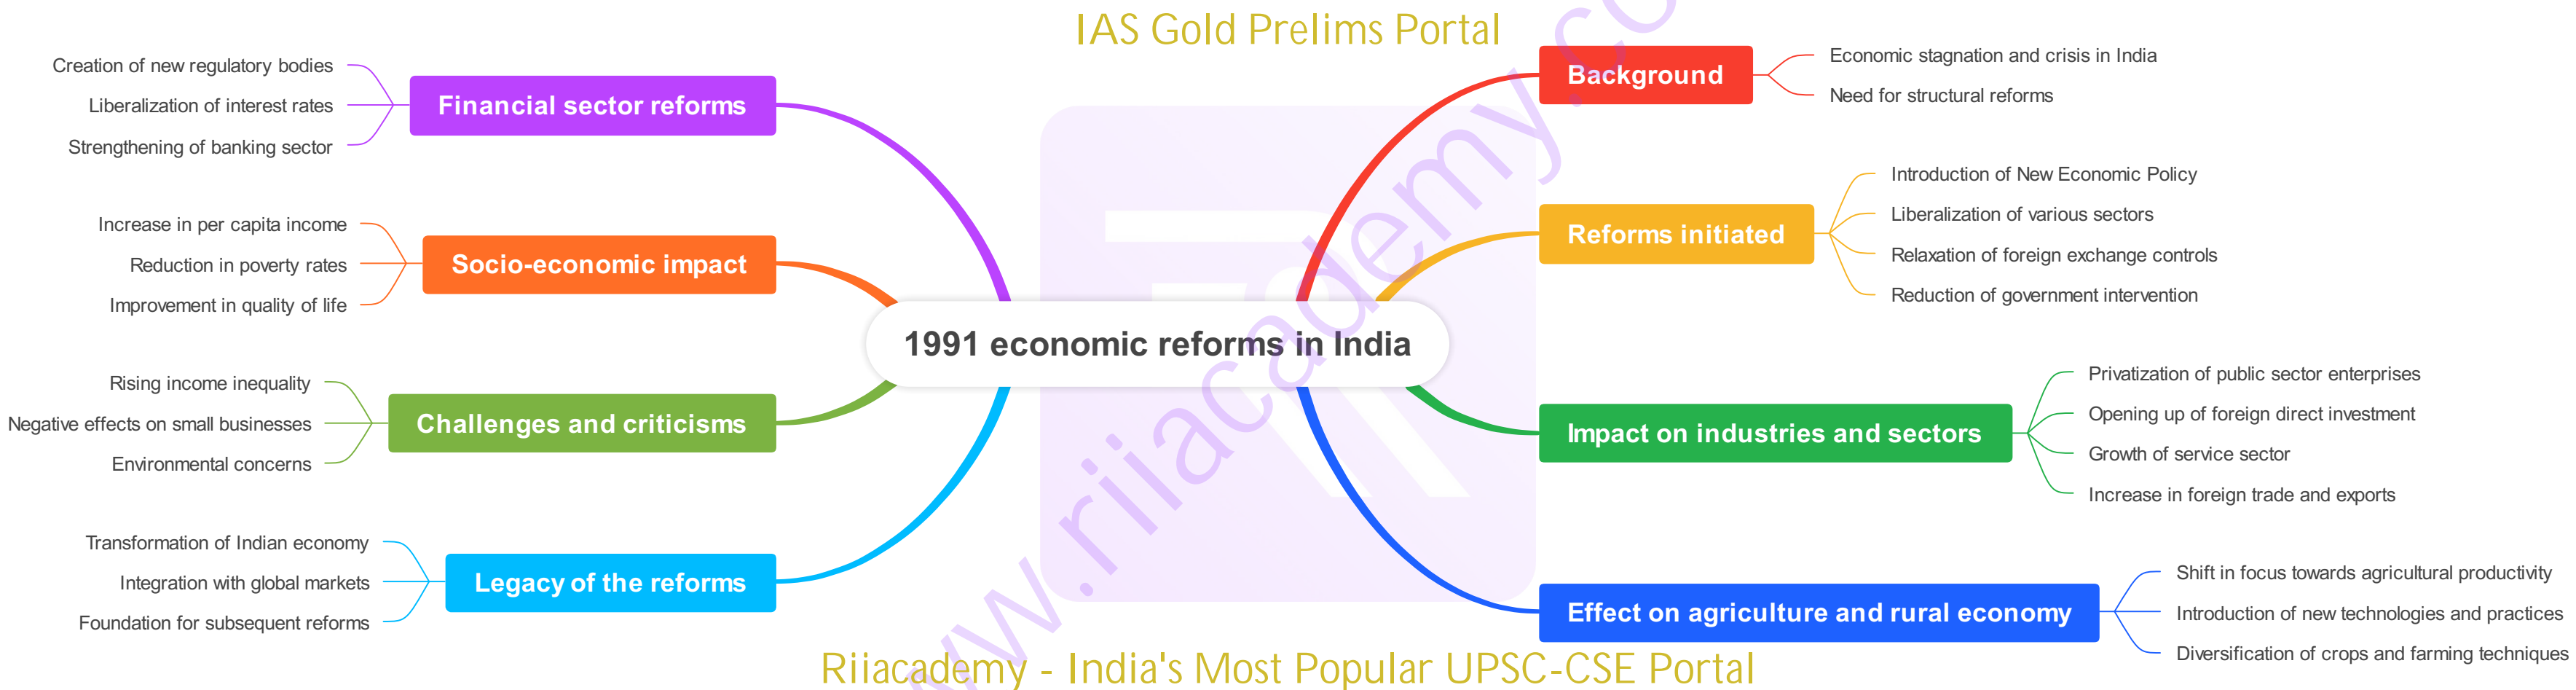 IAS Gold Prelims Portal
1991 economic reforms in India
Background
Economic stagnation and crisis in India
Need for structural reforms
Reforms initiated
Introduction of New Economic Policy
Liberalization of various sectors
Relaxation of foreign exchange controls
Reduction of government intervention
Impact on industries and sectors
Privatization of public sector enterprises
Opening up of foreign direct investment
Growth of service sector
Increase in foreign trade and exports
Effect on agriculture and rural economy
Shift in focus towards agricultural productivity
Introduction of new technologies and practices
Diversification of crops and farming techniques
Financial sector reforms
Creation of new regulatory bodies
Liberalization of interest rates
Strengthening of banking sector
Socio-economic impact
Increase in per capita income
Reduction in poverty rates
Improvement in quality of life
Challenges and criticisms
Rising income inequality
Negative effects on small businesses
Environmental concerns
Legacy of the reforms
Transformation of Indian economy
Integration with global markets
Foundation for subsequent reforms
Riiacademy - India's Most Popular UPSC-CSE Portal
ww.riiacademy.co